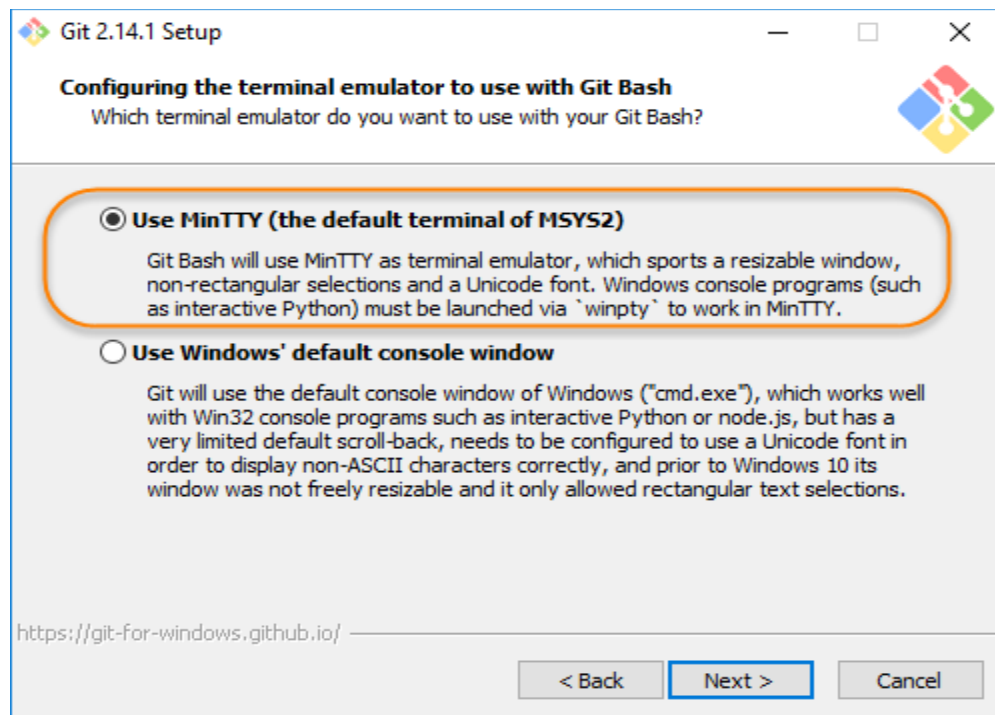 Git 2.14.1 Setup
Configuring the terminal emulator to use with Git Bash
Which terminal emulator do you want to use with your Git Bash?
Use MinTTY (the default terminal of MSYS2)
Git Bash will use MinTTY as terminal emulator, which sports a resizable window,
non-rectangular selections and a Unicode font. Windows console programs (such
as interactive Python) must be launched via `winpty` to work in MinTTY.
Use Windows' default console window
Git will use the default console window of Windows ("cmd.exe"), which works well
with Win32 console programs such as interactive Python or node.js, but has a
very limited default scroll-back, needs to be configured to use a Unicode font in
order to display non-ASCII characters correctly, and prior to Windows 10 its
window was not freely resizable and it only allowed rectangular text selections.
https://git-for-windows.github.io/
< Back Next > Cancel